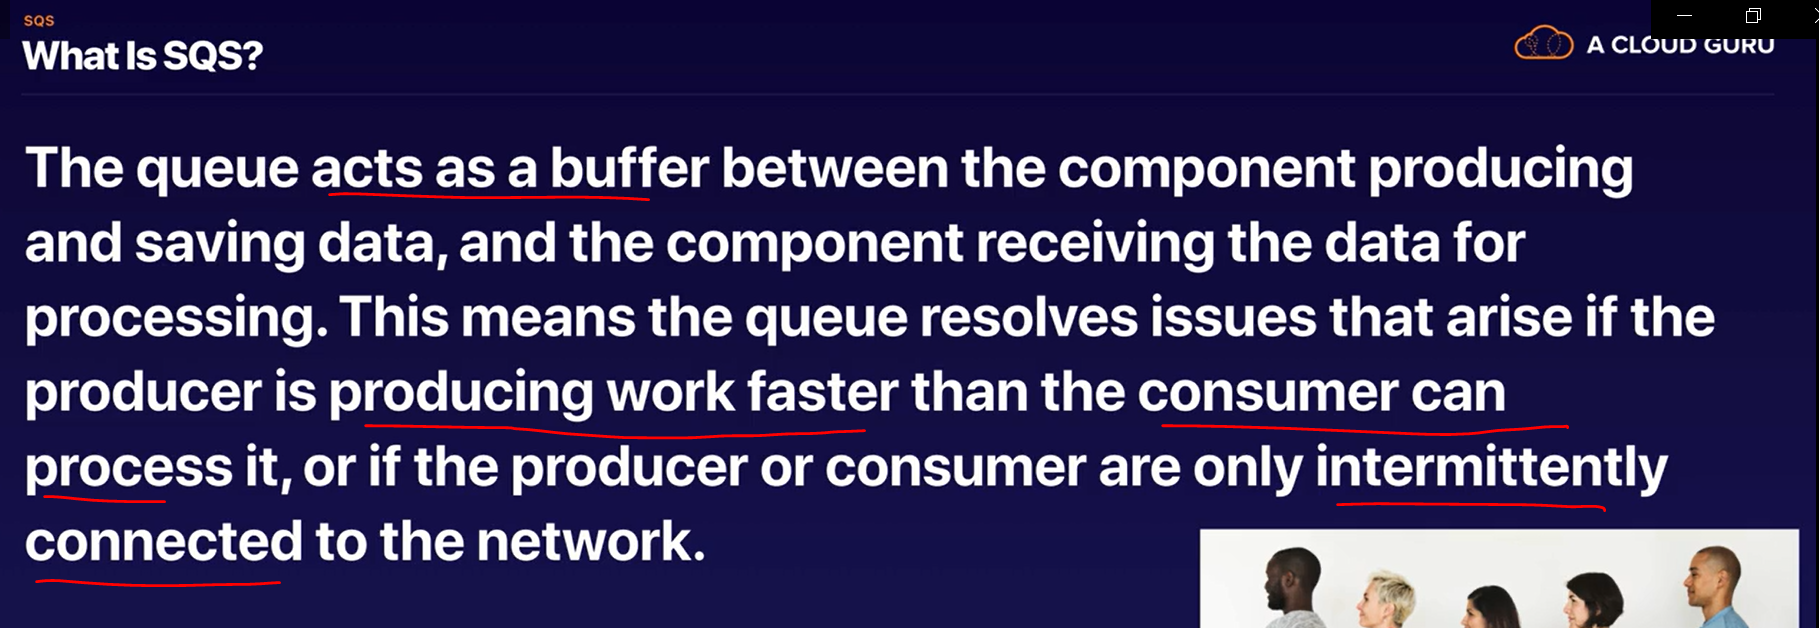 SQS
What Is SQS?
A CLOUD GURU
The queue acts as a buffer between the component producing
and saving data, and the component receiving the data for
processing. This means the queue resolves issues that arise if the
producer is producing work faster than the consumer can
process it, or if the producer or consumer are only intermittently
connected to the network.